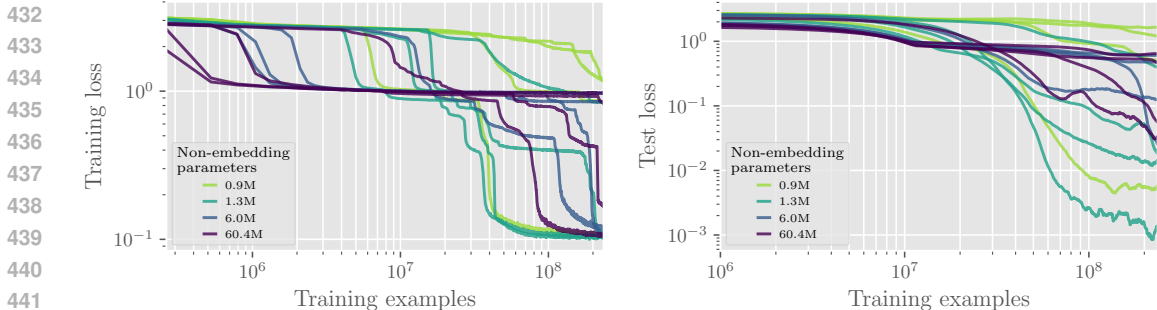 432
433
434
435
436
437
438
439
440
441
Training loss
10^0
10^{-1}
Non-embedding
parameters
0.9M
1.3M
6.0M
60.4M
10^6
10^7
10^8
Training examples
Test loss
10^0
10^{-1}
10^{-2}
10^{-3}
Non-embedding
parameters
0.9M
1.3M
6.0M
60.4M
10^6
10^7
10^8
Training examples